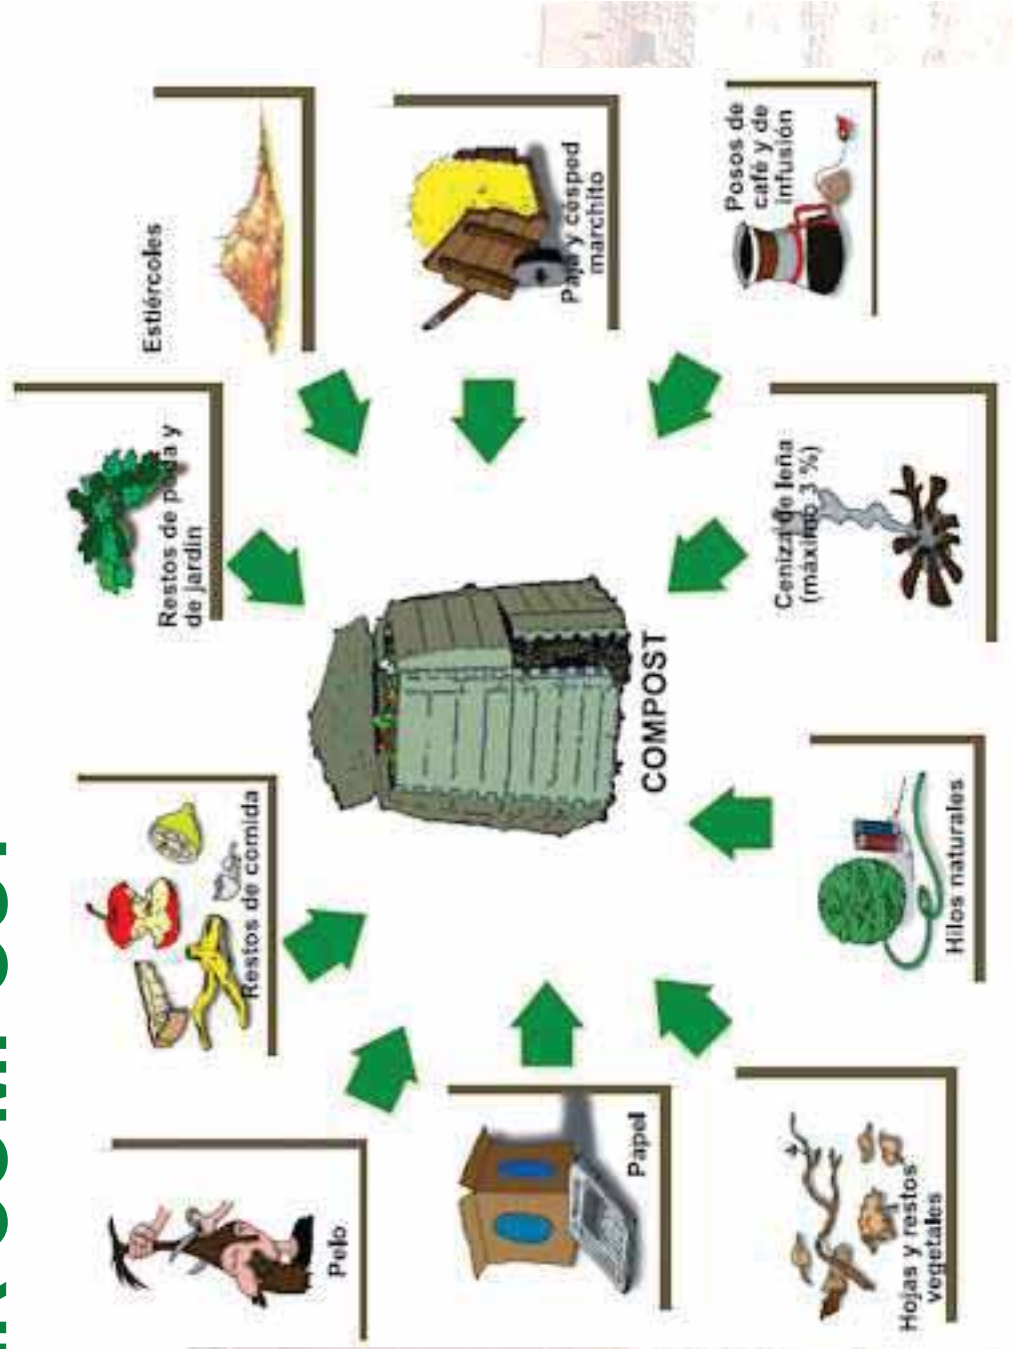 Pelo
Restos de comida
Restos de poda y
de jardín
Estiércoles
Papel
COMPOST
Paja y césped
marchito
Hojas y restos
vegetales
Hilos naturales
Ceniza de leña
(máximo 3 %)
Posos de
café y de
infusión